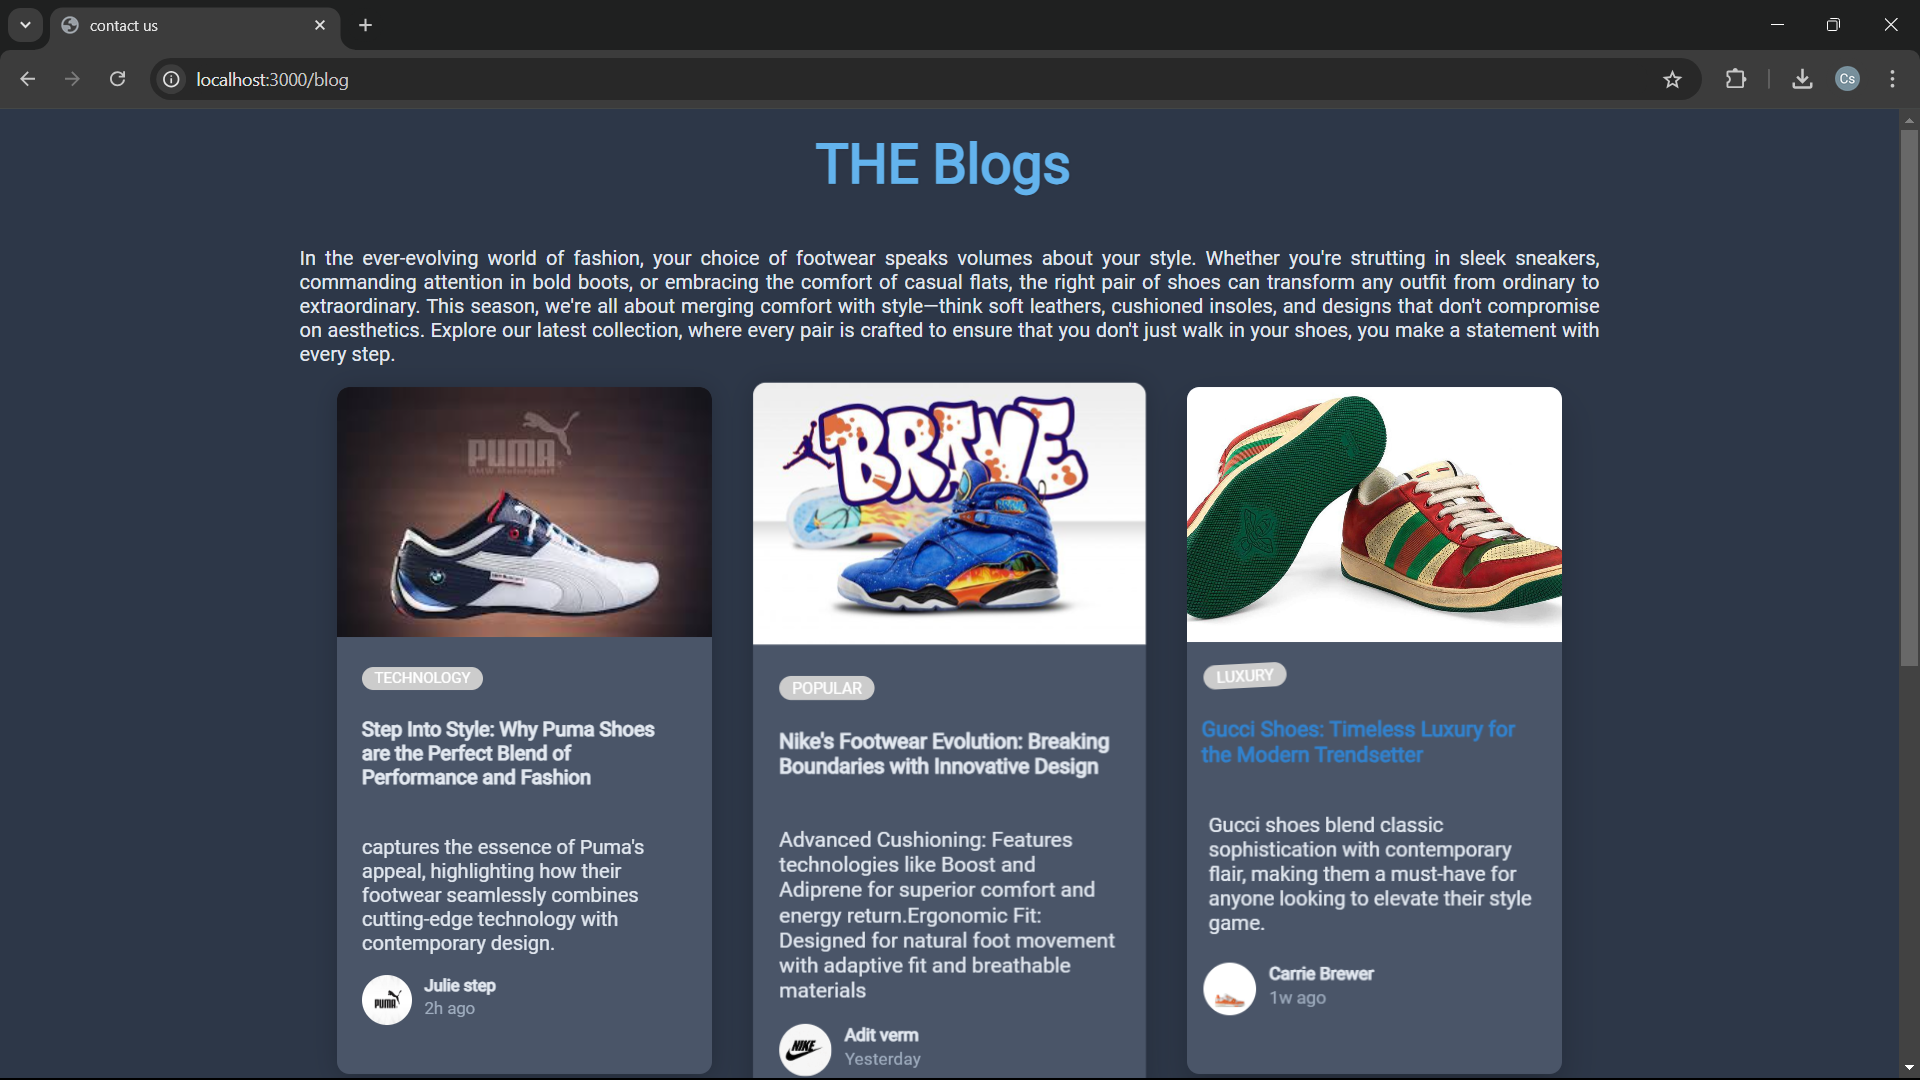 contact us
localhost:3000/blog
Cs
THE Blogs
In the ever-evolving world of fashion, your choice of footwear speaks volumes about your style. Whether you're strutting in sleek sneakers,
commanding attention in bold boots, or embracing the comfort of casual flats, the right pair of shoes can transform any outfit from ordinary to
extraordinary. This season, we're all about merging comfort with style—think soft leathers, cushioned insoles, and designs that don't compromise
on aesthetics. Explore our latest collection, where every pair is crafted to ensure that you don't just walk in your shoes, you make a statement with
every step.
PUMA
BMW Motorsport
TECHNOLOGY
Step Into Style: Why Puma Shoes
are the Perfect Blend of
Performance and Fashion
captures the essence of Puma's
appeal, highlighting how their
footwear seamlessly combines
cutting-edge technology with
contemporary design.
PUMA
Julie step
2h ago
BRAVE
POPULAR
Nike's Footwear Evolution: Breaking
Boundaries with Innovative Design
Advanced Cushioning: Features
technologies like Boost and
Adiprene for superior comfort and
energy return.Ergonomic Fit:
Designed for natural foot movement
with adaptive fit and breathable
materials
NIKE
Adit verm
Yesterday
LUXURY
Gucci Shoes: Timeless Luxury for
the Modern Trendsetter
Gucci shoes blend classic
sophistication with contemporary
flair, making them a must-have for
anyone looking to elevate their style
game.
Carrie Brewer
1w ago